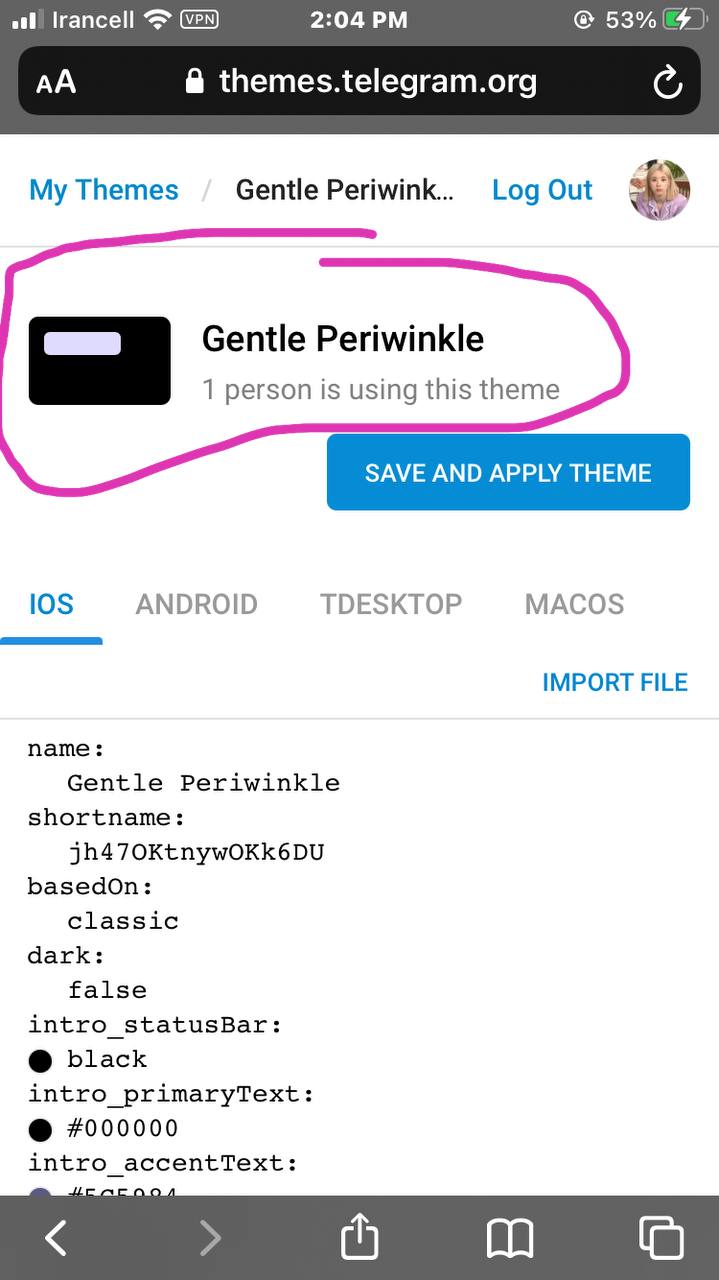 Irancell VPN 2:04 PM 53%
AA themes.telegram.org
My Themes / Gentle Periwink... Log Out
Gentle Periwinkle
1 person is using this theme
SAVE AND APPLY THEME
IOS ANDROID TDESKTOP MACOS
IMPORT FILE
name:
Gentle Periwinkle
shortname:
jh47OKtnywOKk6DU
basedOn:
classic
dark:
false
intro_statusBar:
black
intro_primaryText:
#000000
intro_accentText: